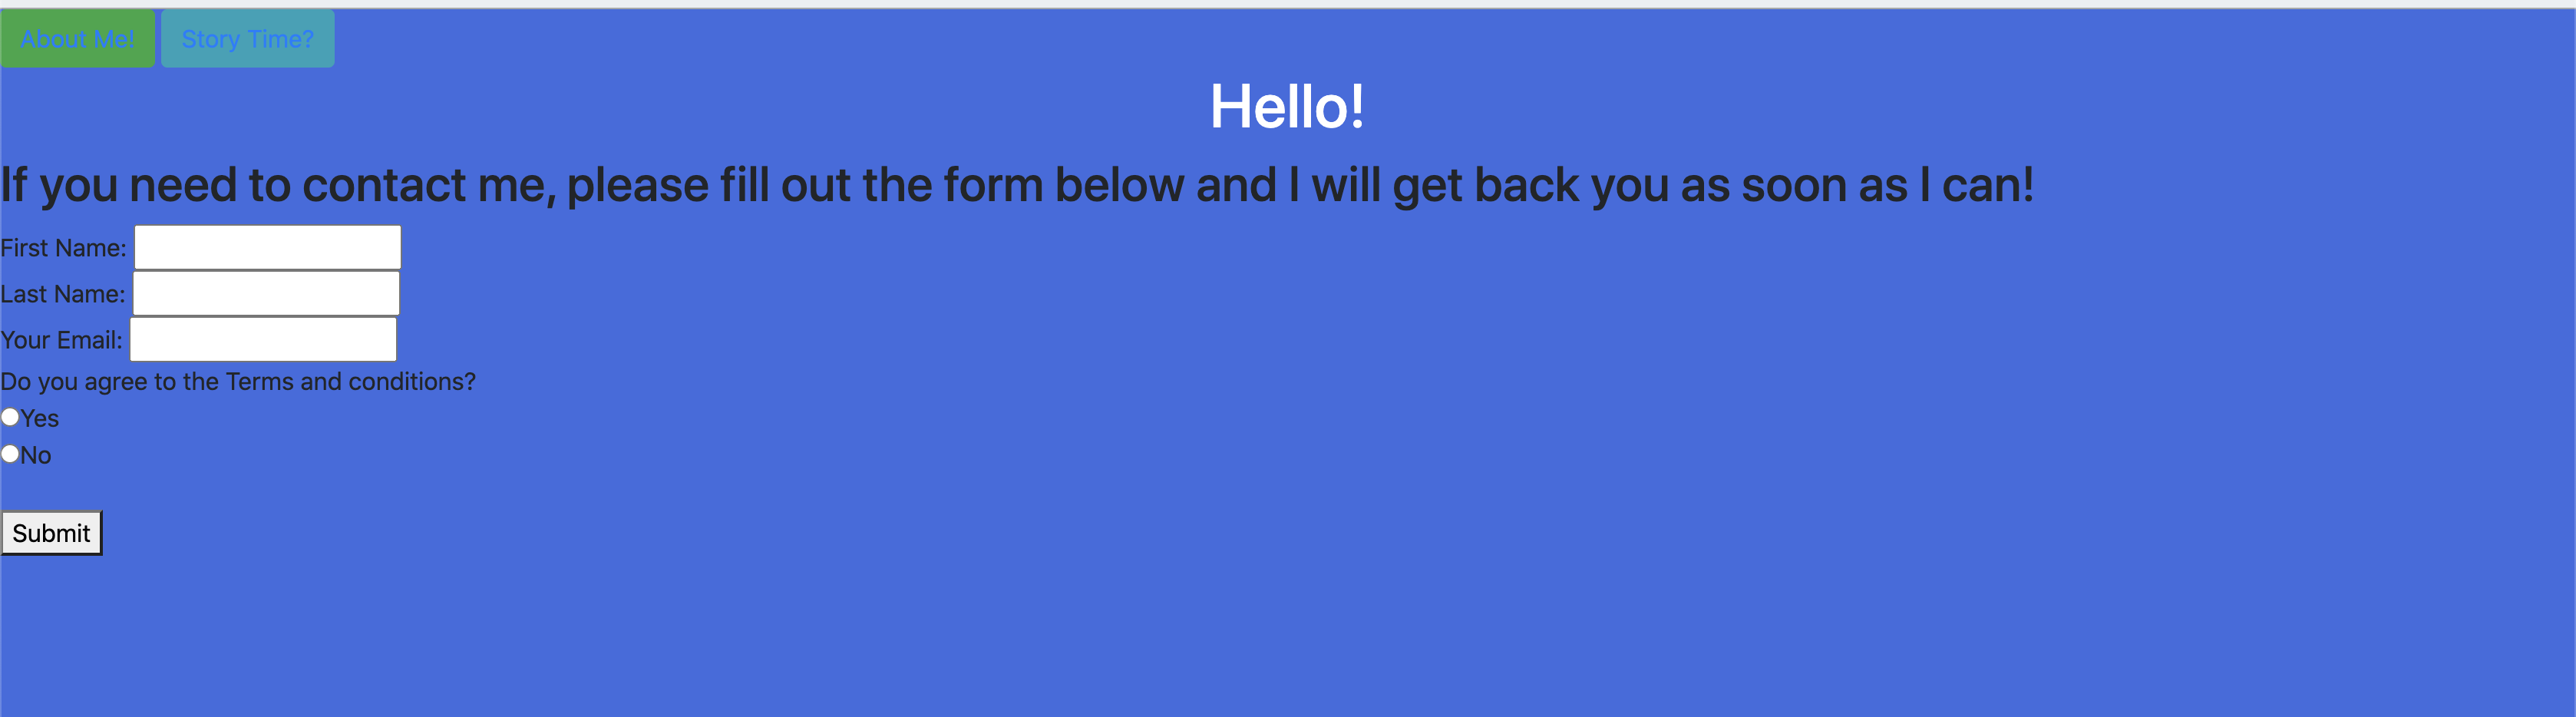 About Me! Story Time?
Hello!
If you need to contact me, please fill out the form below and I will get back you as soon as I can!
First Name:
Last Name:
Your Email:
Do you agree to the Terms and conditions?
Yes
No
Submit